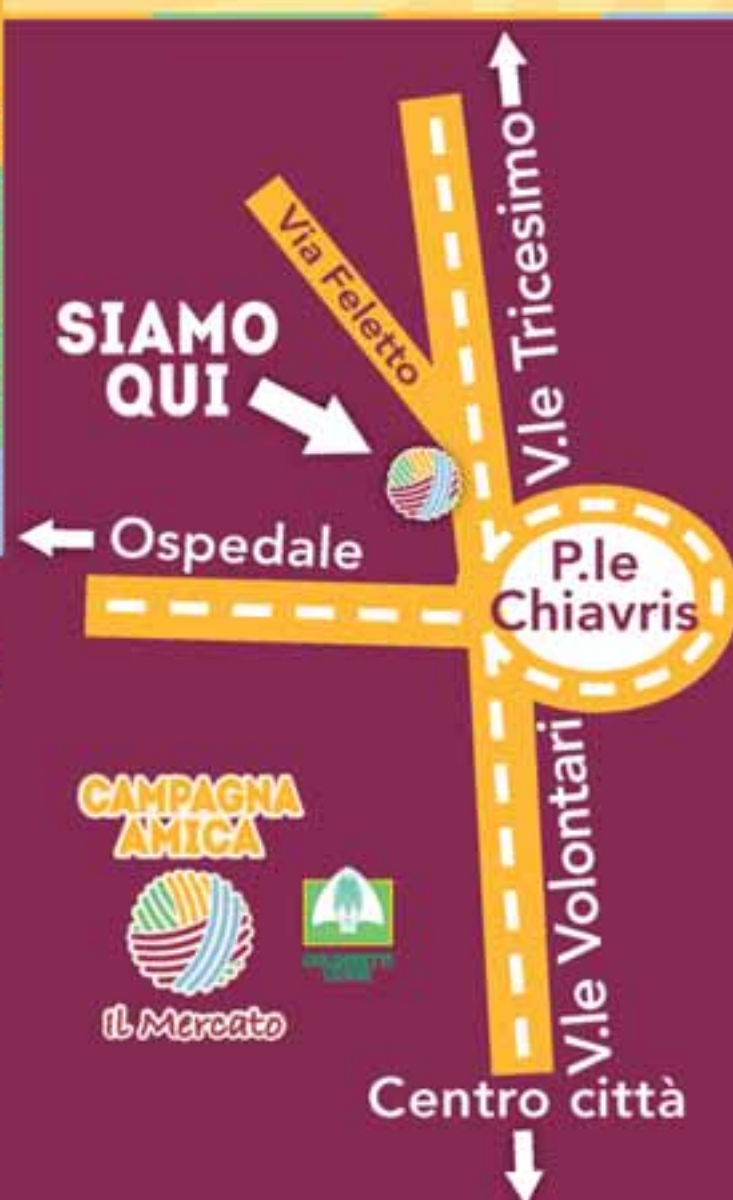 V.le Tricesimo
Via Feletto
SIAMO
QUI
Ospedale
P.le
Chiavris
CAMPAGNA
AMICA
Il Mercato
V.le Volontari
Centro città